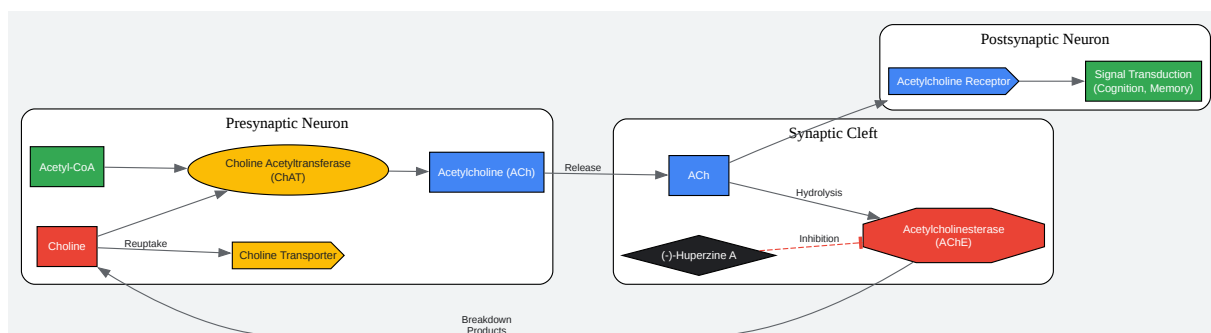 Postsynaptic Neuron
Acetylcholine Receptor
Signal Transduction
(Cognition, Memory)
Presynaptic Neuron
Acetyl-CoA
Choline Acetyltransferase
(ChAT)
Acetylcholine (ACh)
Choline
Reuptake
Choline Transporter
Release
Synaptic Cleft
ACh
Hydrolysis
Acetylcholinesterase
(AChE)
Inhibition
(-)-Huperzine A
Breakdown
Products